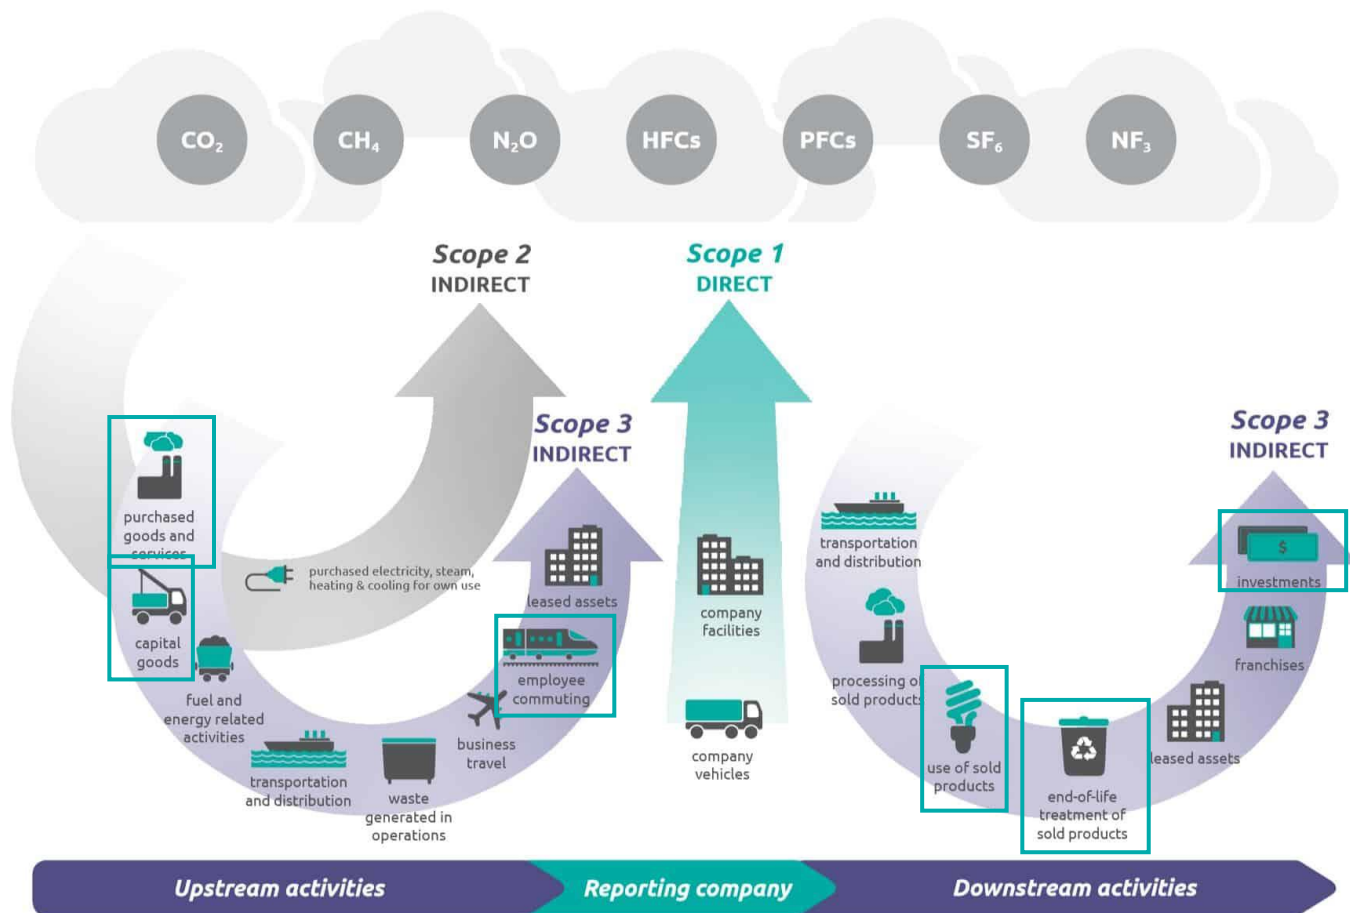 CO₂
CH₄
N₂O
HFCs
PFCs
SF₆
NF₃
Scope 2
INDIRECT
Scope 1
DIRECT
Scope 3
INDIRECT
Scope 3
INDIRECT
purchased
goods and
services
capital
goods
fuel and
energy related
activities
transportation
and distribution
waste
generated in
operations
business
travel
employee
commuting
leased assets
purchased electricity, steam,
heating & cooling for own use
company
facilities
company
vehicles
transportation
and distribution
processing of
sold products
use of sold
products
end-of-life
treatment of
sold products
leased assets
franchises
$
investments
Upstream activities
Reporting company
Downstream activities